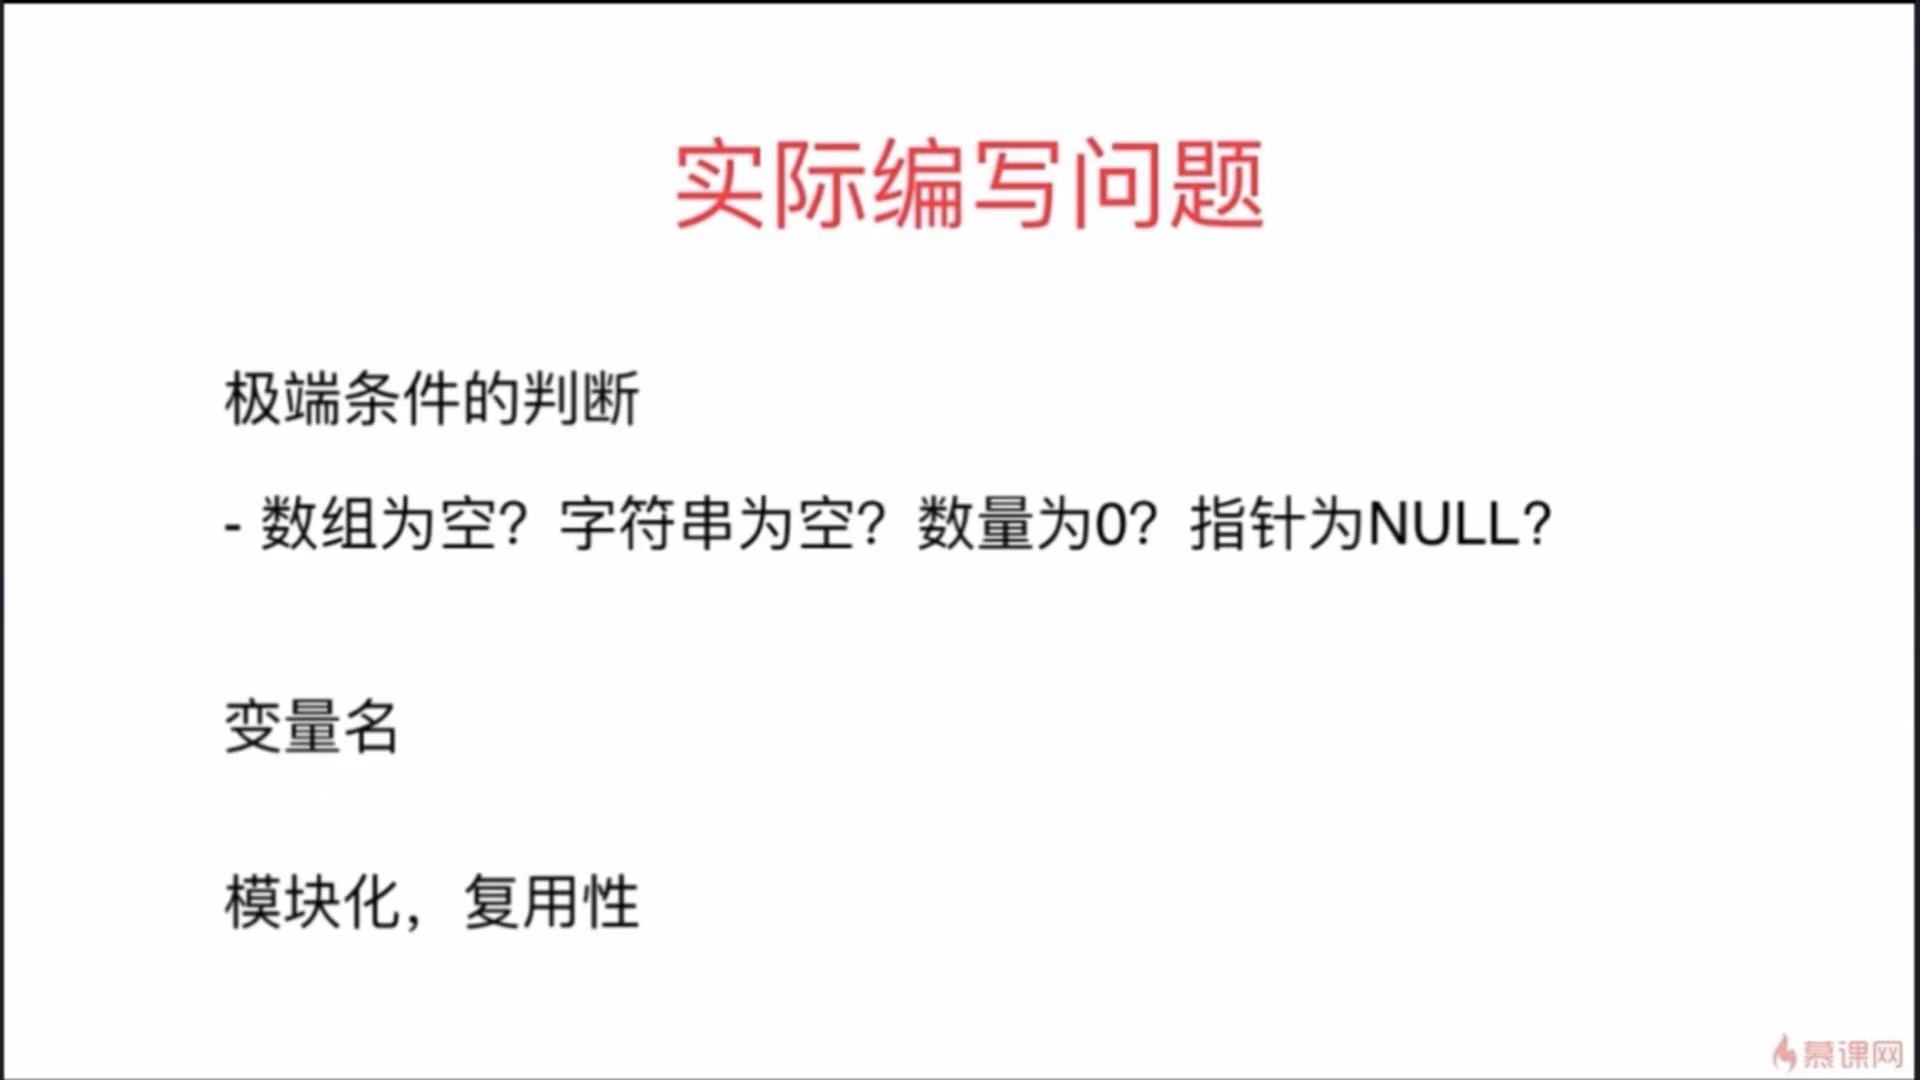 实际编写问题
极端条件的判断
- 数组为空？字符串为空？数量为0？指针为NULL？
变量名
模块化，复用性
慕课网